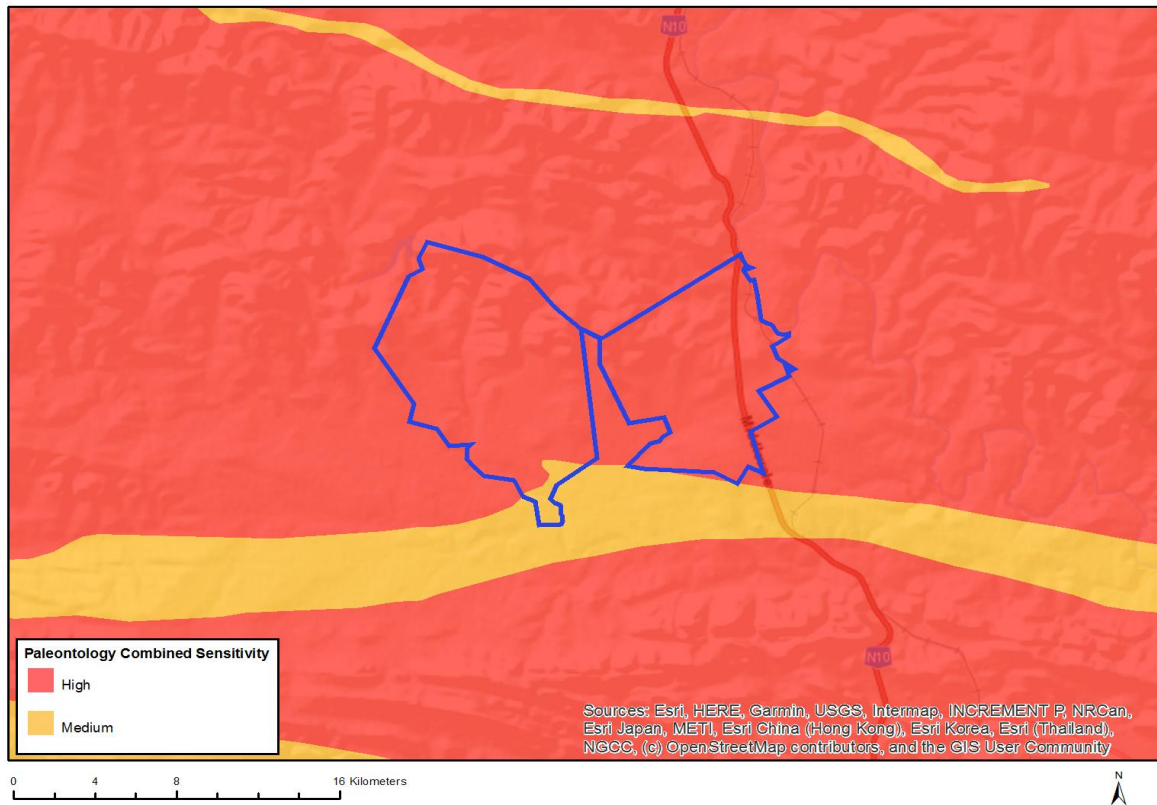 N10
N10
Paleontology Combined Sensitivity
High
Medium
Sources: Esri, HERE, Garmin, USGS, Intermap, INCREMENT P, NRCan,
Esri Japan, METI, Esri China (Hong Kong), Esri Korea, Esri (Thailand),
NGCC, (c) OpenStreetMap contributors, and the GIS User Community
0 4 8 16 Kilometers
N